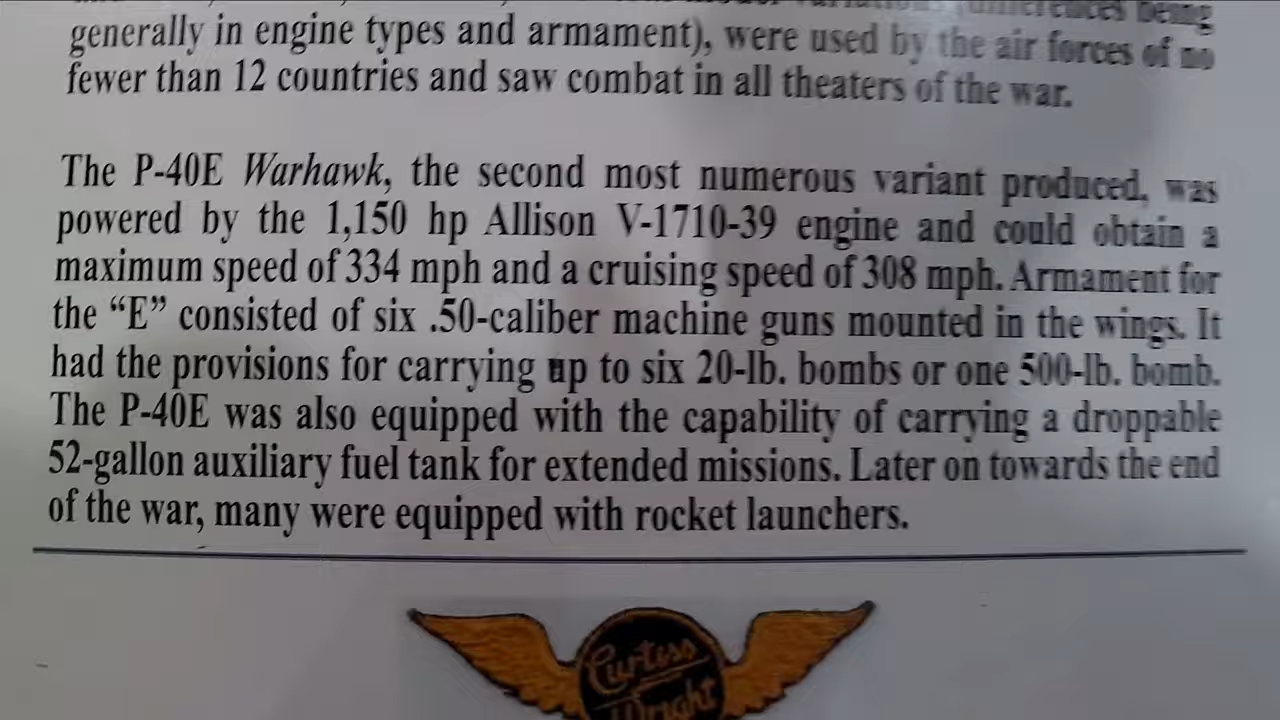 differences being
generally in engine types and armament), were used by the air forces of no
fewer than 12 countries and saw combat in all theaters of the war.
The P-40E Warhawk, the second most numerous variant produced, was
powered by the 1,150 hp Allison V-1710-39 engine and could obtain a
maximum speed of 334 mph and a cruising speed of 308 mph. Armament for
the “E” consisted of six .50-caliber machine guns mounted in the wings. It
had the provisions for carrying up to six 20-lb. bombs or one 500-lb. bomb.
The P-40E was also equipped with the capability of carrying a droppable
52-gallon auxiliary fuel tank for extended missions. Later on towards the end
of the war, many were equipped with rocket launchers.
Curtiss
Wright